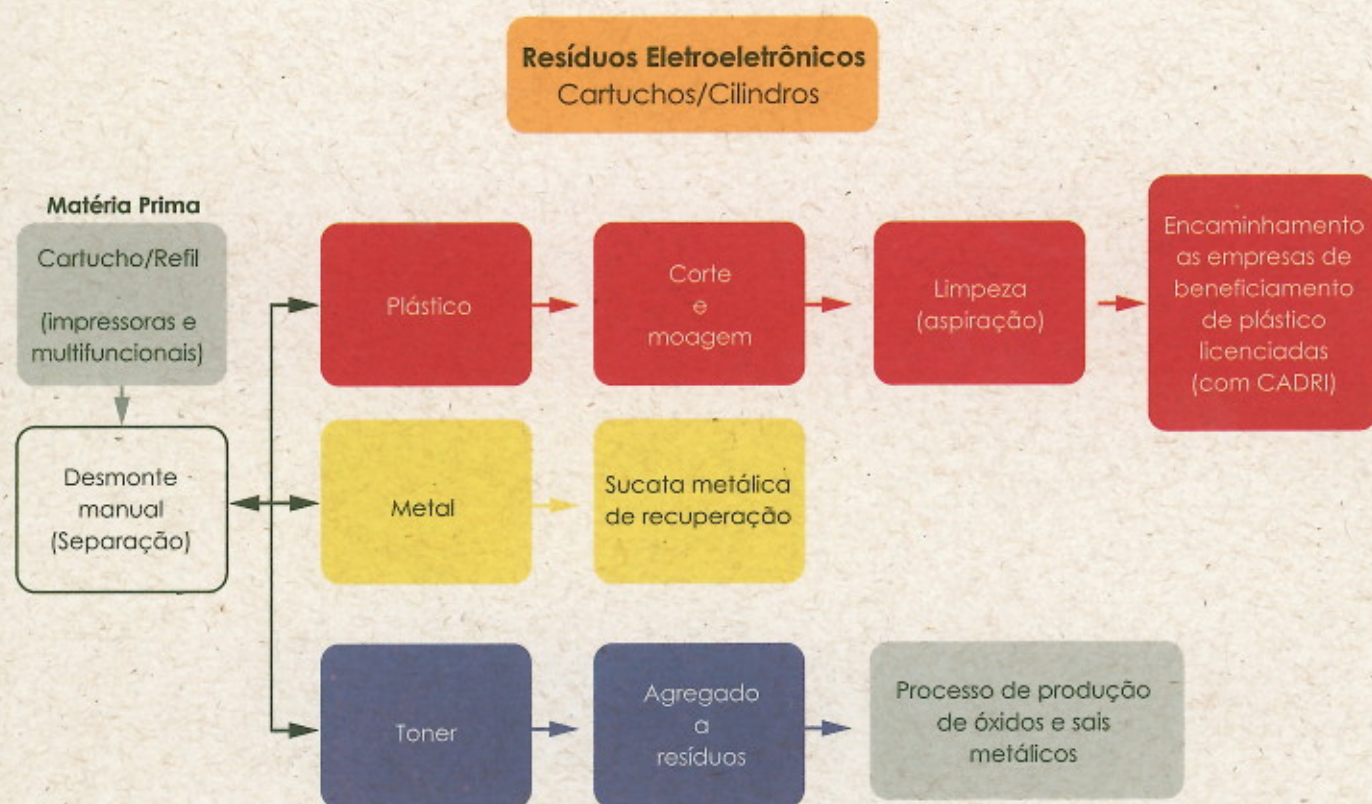 Resíduos Eletroeletrônicos
Cartuchos/Cilindros
Matéria Prima
Cartucho/Refil
(impressoras e
multifuncionais)
Desmonte
manual
(Separação)
Plástico
Corte
e
moagem
Limpeza
(aspiração)
Encaminhamento
as empresas de
beneficiamento
de plástico
licenciadas
(com CADRI)
Metal
Sucata metálica
de recuperação
Toner
Agregado
a
resíduos
Processo de produção
de óxidos e sais
metálicos